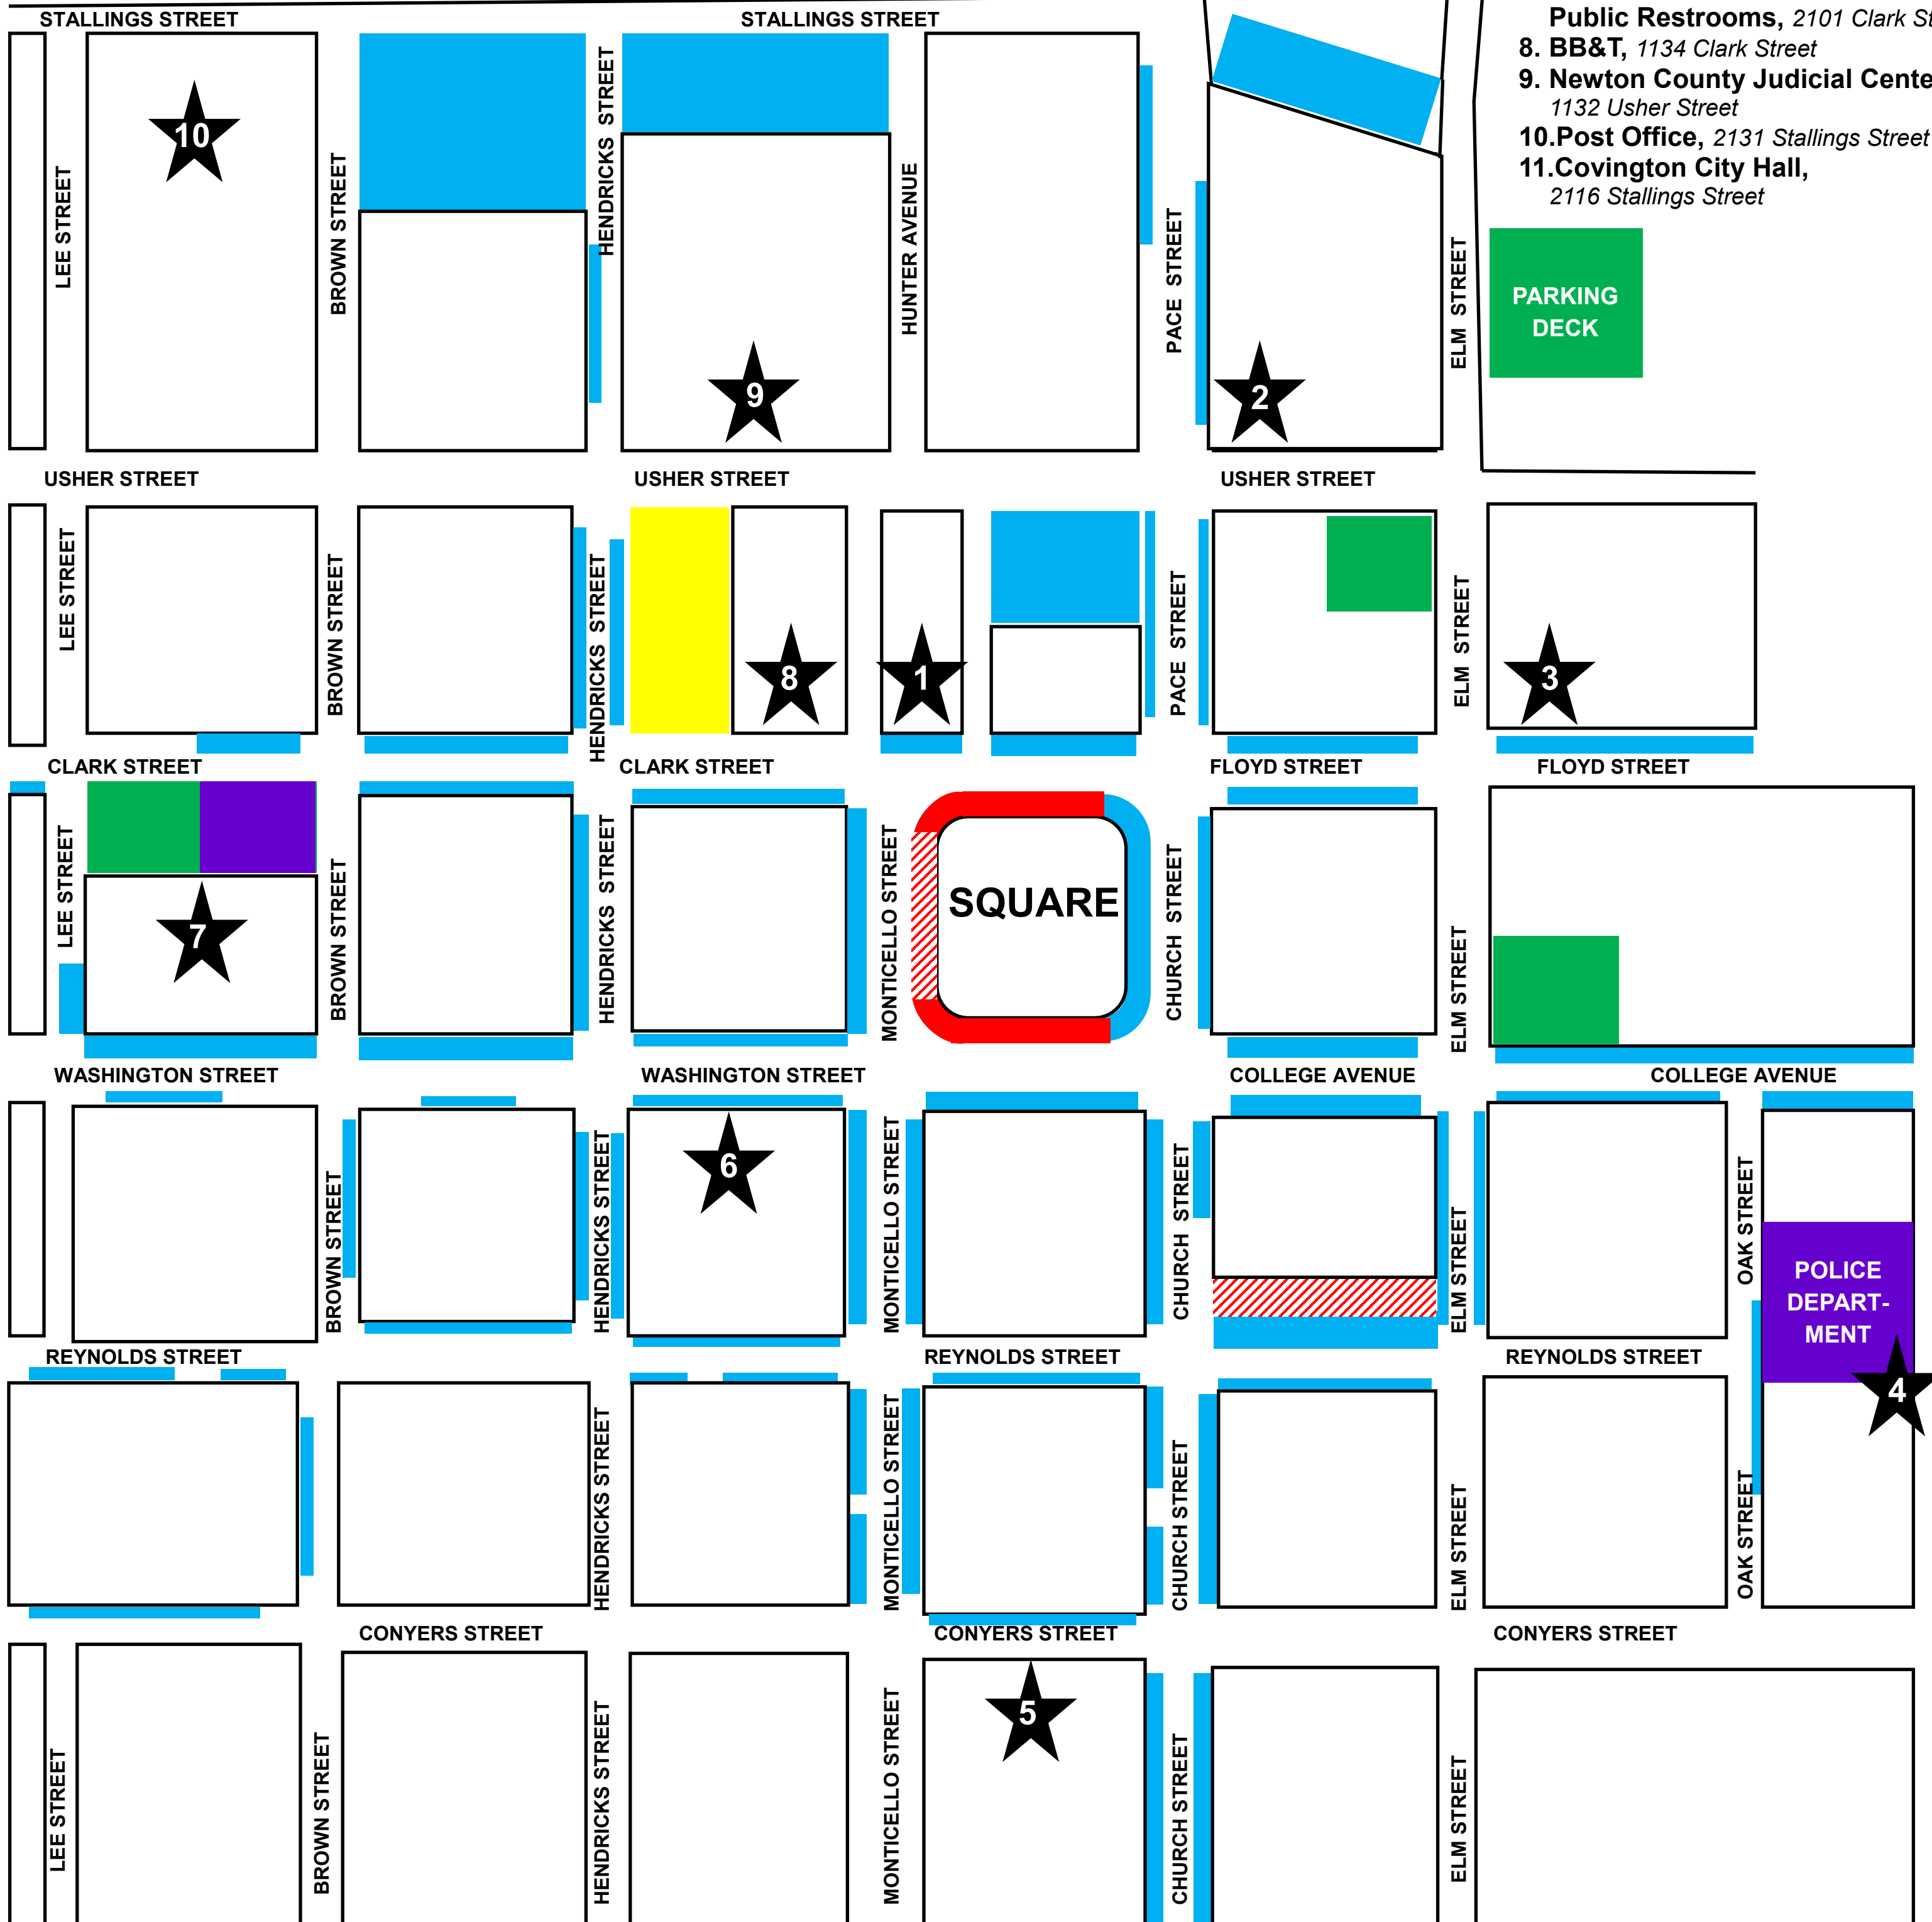 STALLINGS STREET
STALLINGS STREET
Public Restrooms, 2101 Clark St
8. BB&T, 1134 Clark Street
9. Newton County Judicial Cente
1132 Usher Street
10.Post Office, 2131 Stallings Street
11.Covington City Hall,
2116 Stallings Street
10
LEE STREET
BROWN STREET
HENDRICKS STREET
HUNTER AVENUE
PACE STREET
ELM STREET
PARKING
DECK
9
2
USHER STREET
USHER STREET
USHER STREET
LEE STREET
BROWN STREET
HENDRICKS STREET
8
1
PACE STREET
ELM STREET
3
CLARK STREET
CLARK STREET
FLOYD STREET
FLOYD STREET
LEE STREET
7
BROWN STREET
HENDRICKS STREET
MONTICELLO STREET
SQUARE
CHURCH STREET
ELM STREET
WASHINGTON STREET
WASHINGTON STREET
COLLEGE AVENUE
COLLEGE AVENUE
BROWN STREET
HENDRICKS STREET
6
MONTICELLO STREET
CHURCH STREET
ELM STREET
OAK STREET
POLICE
DEPART-
MENT
4
REYNOLDS STREET
REYNOLDS STREET
REYNOLDS STREET
HENDRICKS STREET
MONTICELLO STREET
CHURCH STREET
ELM STREET
OAK STREET
CONYERS STREET
CONYERS STREET
CONYERS STREET
LEE STREET
BROWN STREET
HENDRICKS STREET
MONTICELLO STREET
5
CHURCH STREET
ELM STREET